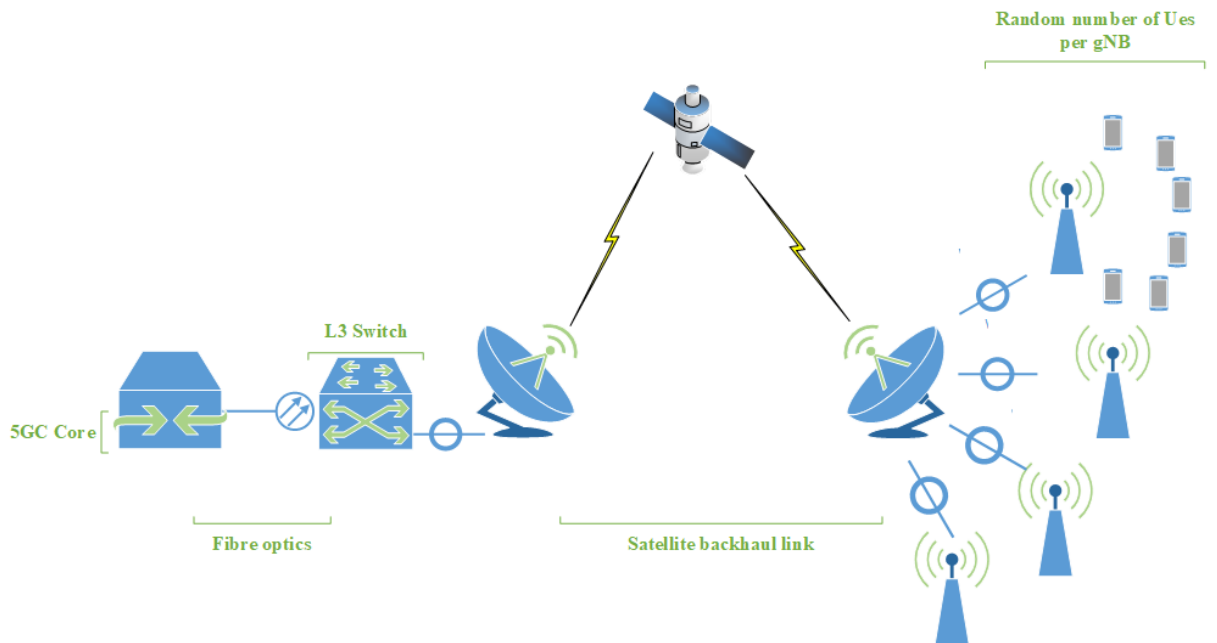 Random number of Ues
per gNB
L3 Switch
5GC Core
Fibre optics
Satellite backhaul link